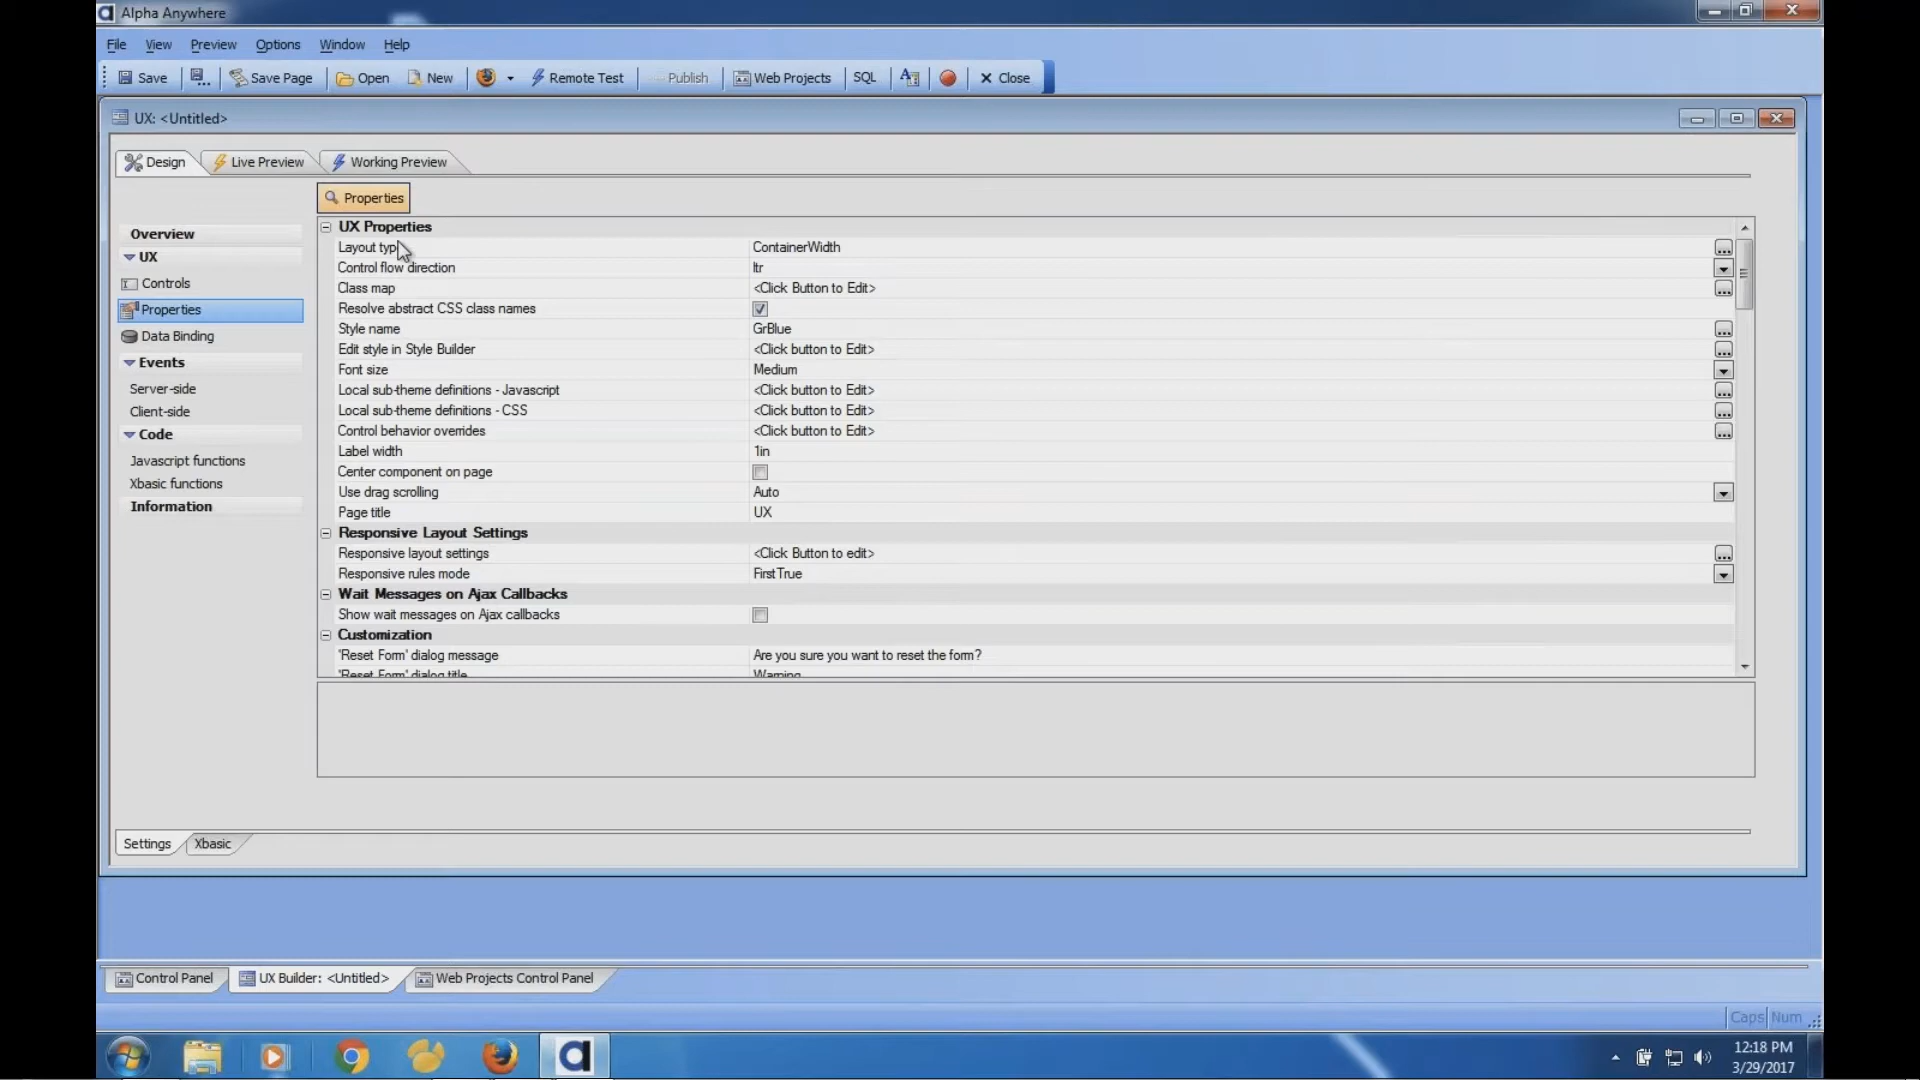 Alpha Anywhere
File View Preview Options Window Help
Save Save Page Open New Remote Test Publish Web Projects SQL Close
UX: <Untitled>
Design Live Preview Working Preview
Properties
Overview
UX
Controls
Properties
Data Binding
Events
Server-side
Client-side
Code
Javascript functions
Xbasic functions
Information
UX Properties
Layout type ContainerWidth
Control flow direction ltr
Class map <Click Button to Edit>
Resolve abstract CSS class names
Style name GrBlue
Edit style in Style Builder <Click button to Edit>
Font size Medium
Local sub-theme definitions - Javascript <Click button to Edit>
Local sub-theme definitions - CSS <Click button to Edit>
Control behavior overrides <Click button to Edit>
Label width 1in
Center component on page
Use drag scrolling Auto
Page title UX
Responsive Layout Settings
Responsive layout settings <Click Button to edit>
Responsive rules mode FirstTrue
Wait Messages on Ajax Callbacks
Show wait messages on Ajax callbacks
Customization
'Reset Form' dialog message Are you sure you want to reset the form?
'Reset Form' dialog title Warning
Settings Xbasic
Control Panel UX Builder: <Untitled> Web Projects Control Panel
Caps Num
12:18 PM
3/29/2017